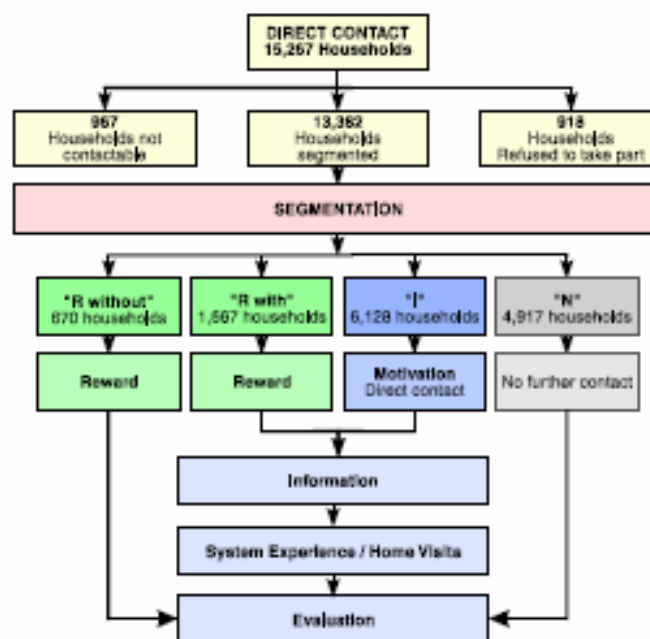 DIRECT CONTACT
15,267 Households
967
Households not
contactable
13,382
Households
segmented
918
Households
Refused to take part
SEGMENTATION
"R without"
670 households
"R with"
1,667 households
"I"
6,128 households
"N"
4,917 households
Reward
Reward
Motivation
Direct contact
No further contact
Information
System Experience / Home Visits
Evaluation